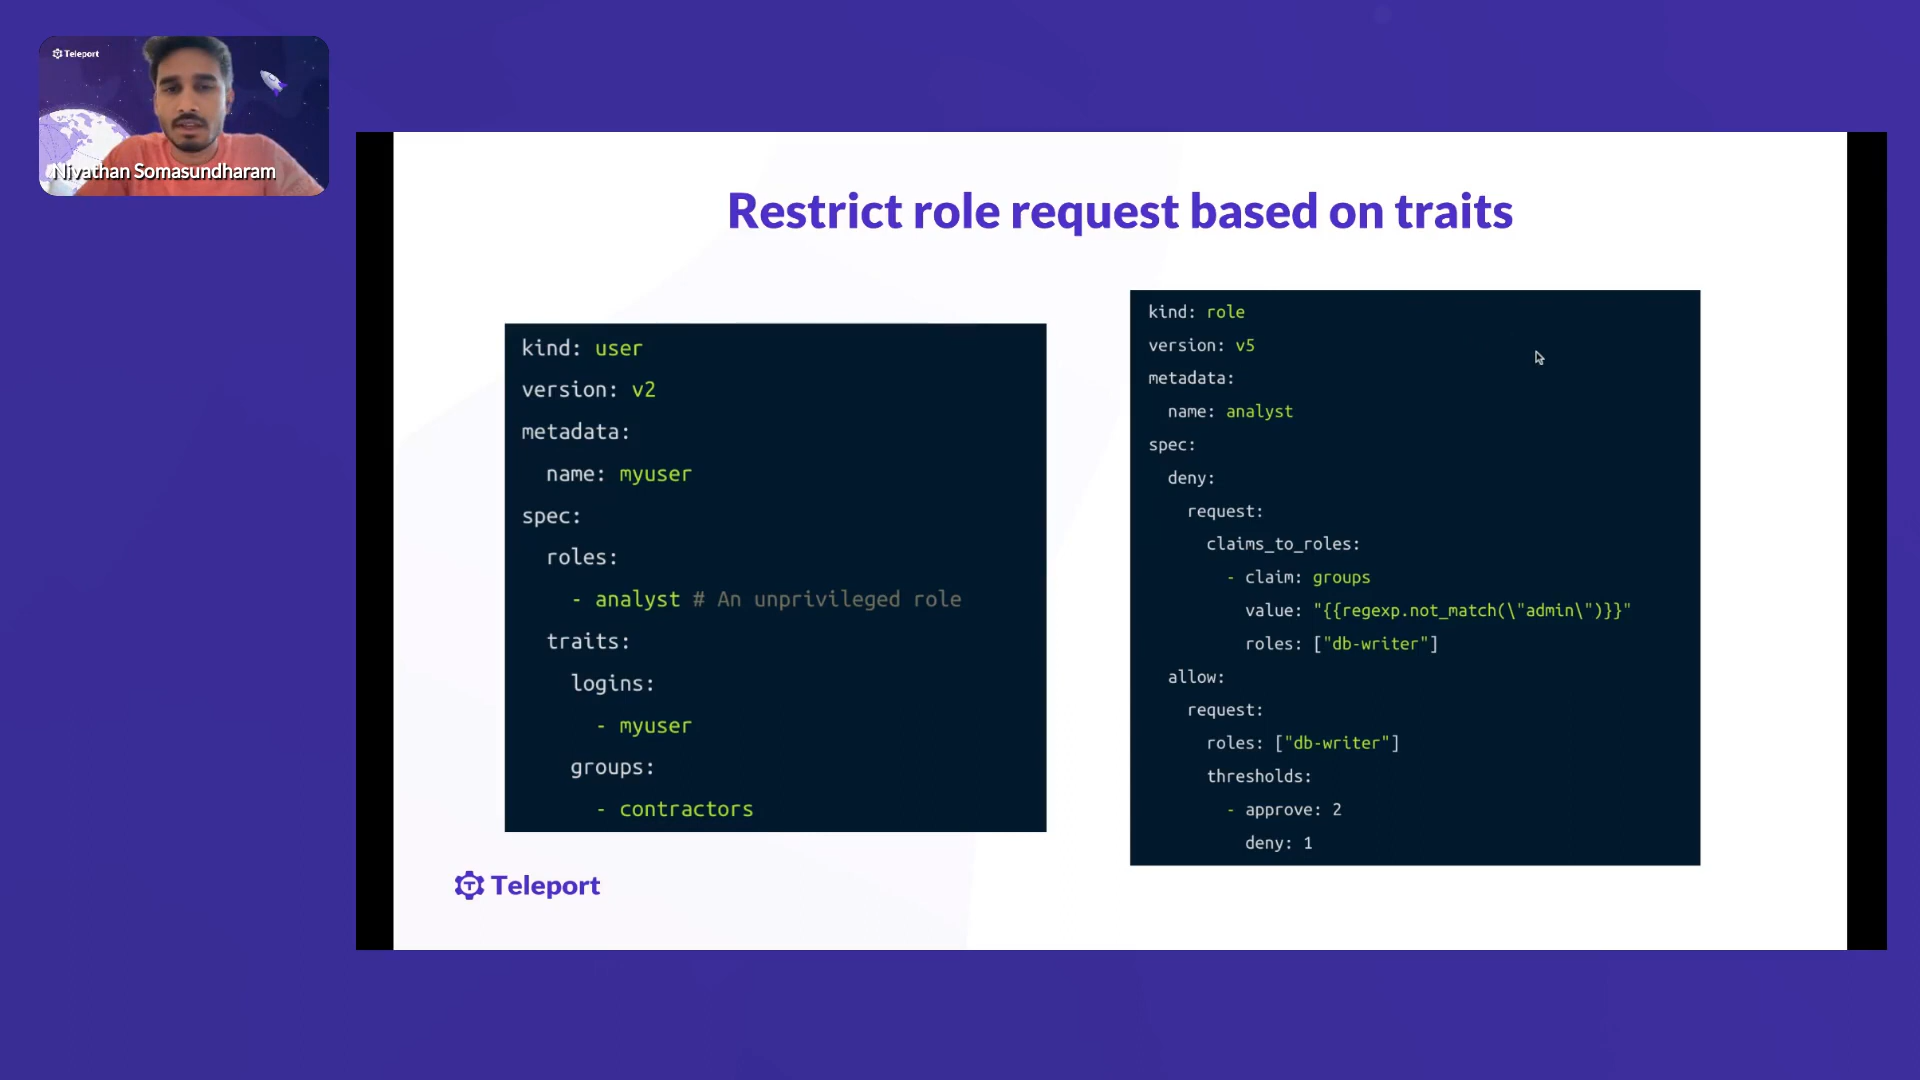 Teleport
Nivathan Somasundharam
Restrict role request based on traits
kind: user
version: v2
metadata:
  name: myuser
spec:
  roles:
    - analyst # An unprivileged role
  traits:
    logins:
      - myuser
    groups:
      - contractors
kind: role
version: v5
metadata:
  name: analyst
spec:
  deny:
    request:
      claims_to_roles:
        - claim: groups
          value: "{{regexp.not_match(\"admin\")}}"
          roles: ["db-writer"]
  allow:
    request:
      roles: ["db-writer"]
      thresholds:
        - approve: 2
          deny: 1
Teleport